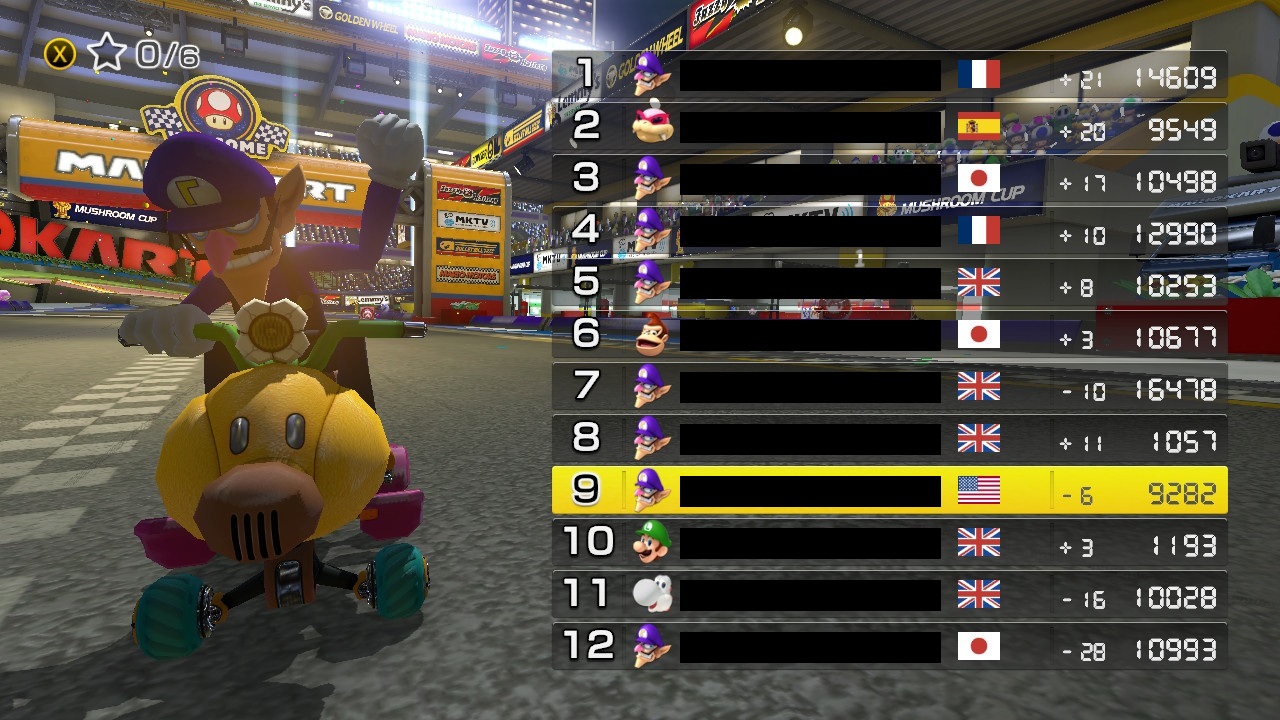 X 0/6
1 +21 14609
2 +20 9549
3 +17 10498
4 +10 12990
5 +8 10253
6 +3 10677
7 -10 16478
8 +11 1057
9 -6 9282
10 +3 1193
11 -16 10028
12 -28 10993
GOLDEN WHEEL
MUSHROOM CUP
MKTV
MUSHROOM CUP